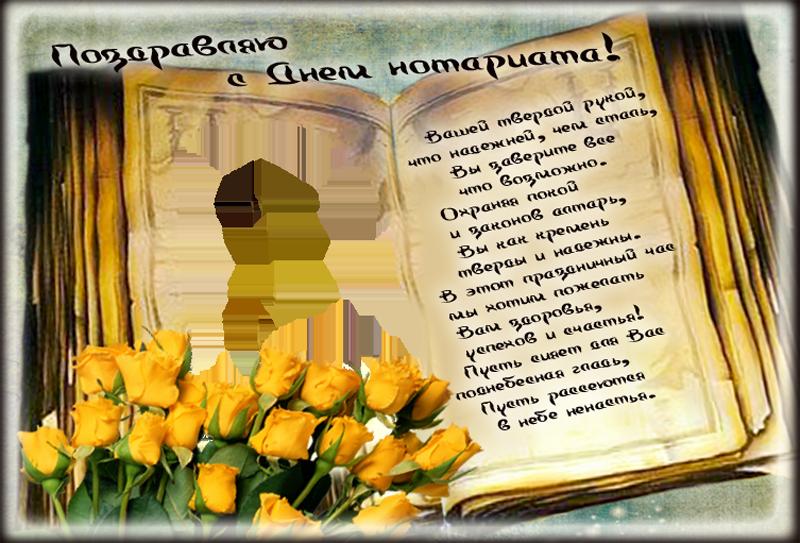 Поздравляю
с Днем нотариата!
Вашей твердой рукой,
что надежней, чем сталь,
Вы заверите все
что возможно.
Охраняя покой
и законов алтарь,
Вы как кремень
тверды и надежны.
В этот праздничный час
мы хотим пожелать
Вам здоровья,
успехов и счастья!
Пусть сияет для Вас
поднебесная гладь,
Пусть рассеются
в небе ненастья.